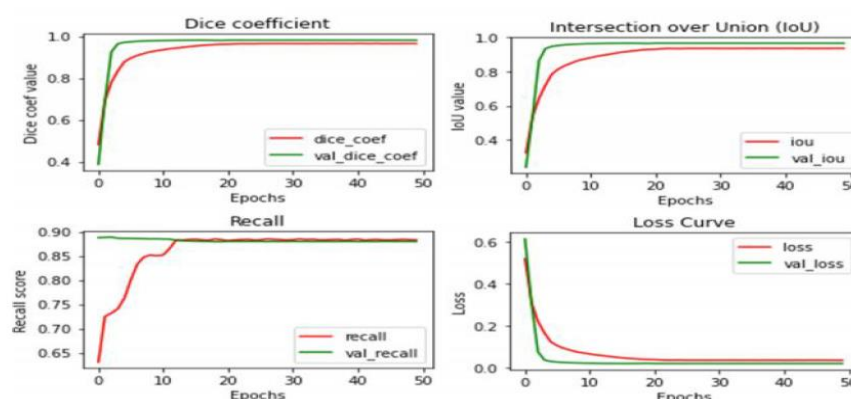 Dice coefficient
1.0
0.8
0.6
0.4
Dice coef value
dice_coef
val_dice_coef
0 10 20 30 40 50
Epochs
Intersection over Union (IoU)
1.0
0.8
0.6
0.4
IoU value
iou
val_iou
0 10 20 30 40 50
Epochs
Recall
0.90
0.85
0.80
0.75
0.70
0.65
Recall score
recall
val_recall
0 10 20 30 40 50
Epochs
Loss Curve
0.6
0.4
0.2
0.0
Loss
loss
val_loss
0 10 20 30 40 50
Epochs